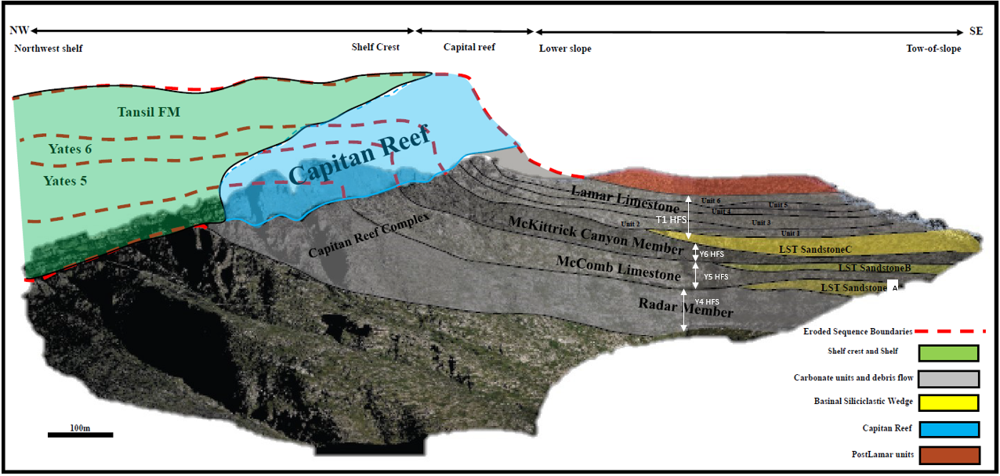 NW
SE
Northwest shelf
Shelf Crest
Capital reef
Lower slope
Tow-of-slope
Tansil FM
Yates 6
Yates 5
Capitan Reef
Capitan Reef Complex
Lamar Limestone
Unit 6
Unit 5
Unit 4
Unit 3
Unit 2
Unit 1
T1 HFS
McKittrick Canyon Member
LST SandstoneC
Y6 HFS
McComb Limestone
LST SandstoneB
Y5 HFS
LST Sandstone A
Radar Member
Y4 HFS
Eroded Sequence Boundaries
Shelf crest and Shelf
Carbonate units and debris flow
Basinal Siliciclastic Wedge
Capitan Reef
PostLamar units
100m